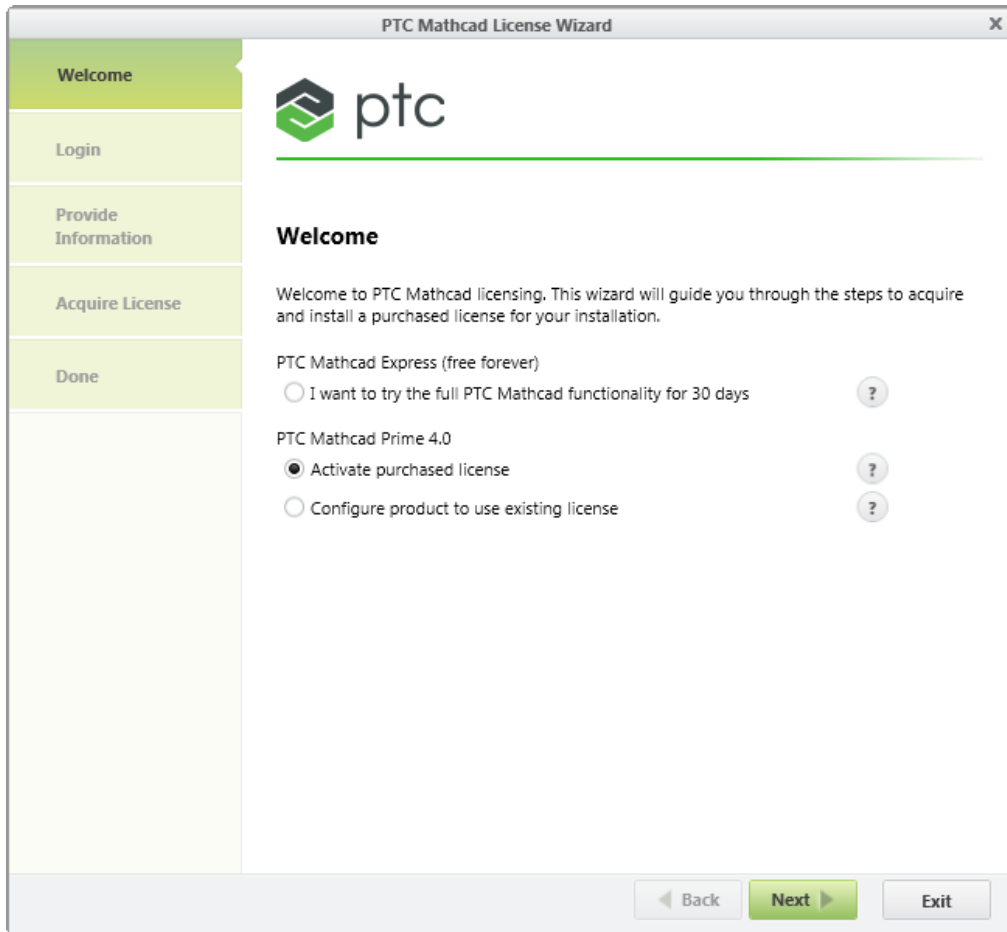 PTC Mathcad License Wizard
x
Welcome
Login
Provide
Information
Acquire License
Done
ptc
Welcome
Welcome to PTC Mathcad licensing. This wizard will guide you through the steps to acquire
and install a purchased license for your installation.
PTC Mathcad Express (free forever)
I want to try the full PTC Mathcad functionality for 30 days
?
PTC Mathcad Prime 4.0
Activate purchased license
?
Configure product to use existing license
?
Back
Next
Exit